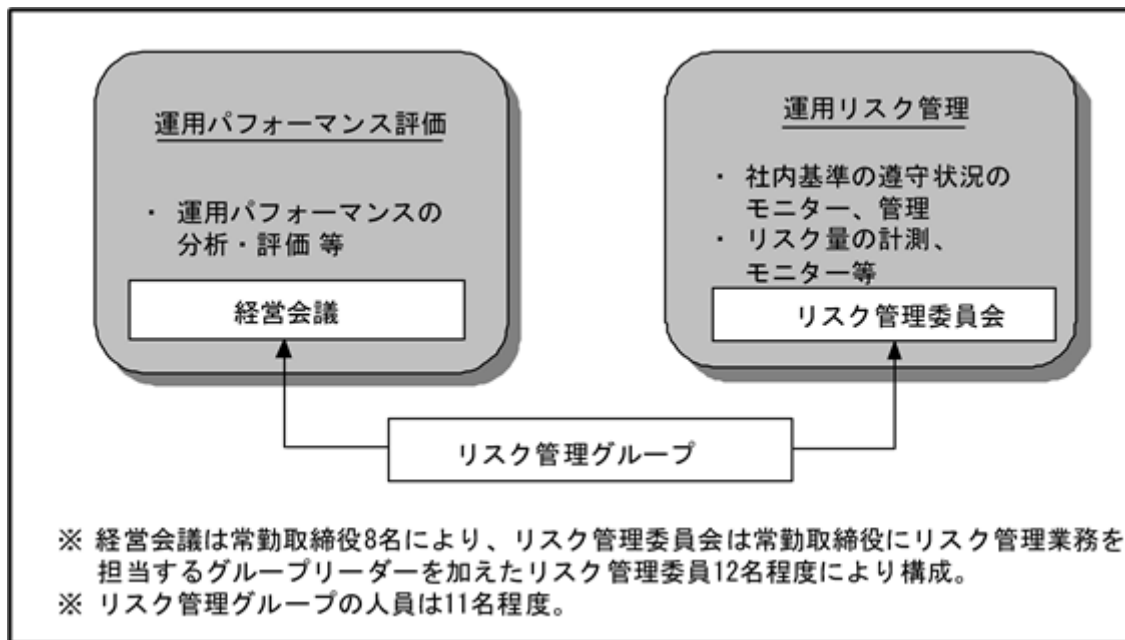 運用パフォーマンス評価
・ 運用パフォーマンスの
分析・評価 等
経営会議
運用リスク管理
・ 社内基準の遵守状況の
モニター、管理
・ リスク量の計測、
モニター等
リスク管理委員会
リスク管理グループ
※ 経営会議は常勤取締役8名により、リスク管理委員会は常勤取締役にリスク管理業務を
担当するグループリーダーを加えたリスク管理委員12名程度により構成。
※ リスク管理グループの人員は11名程度。